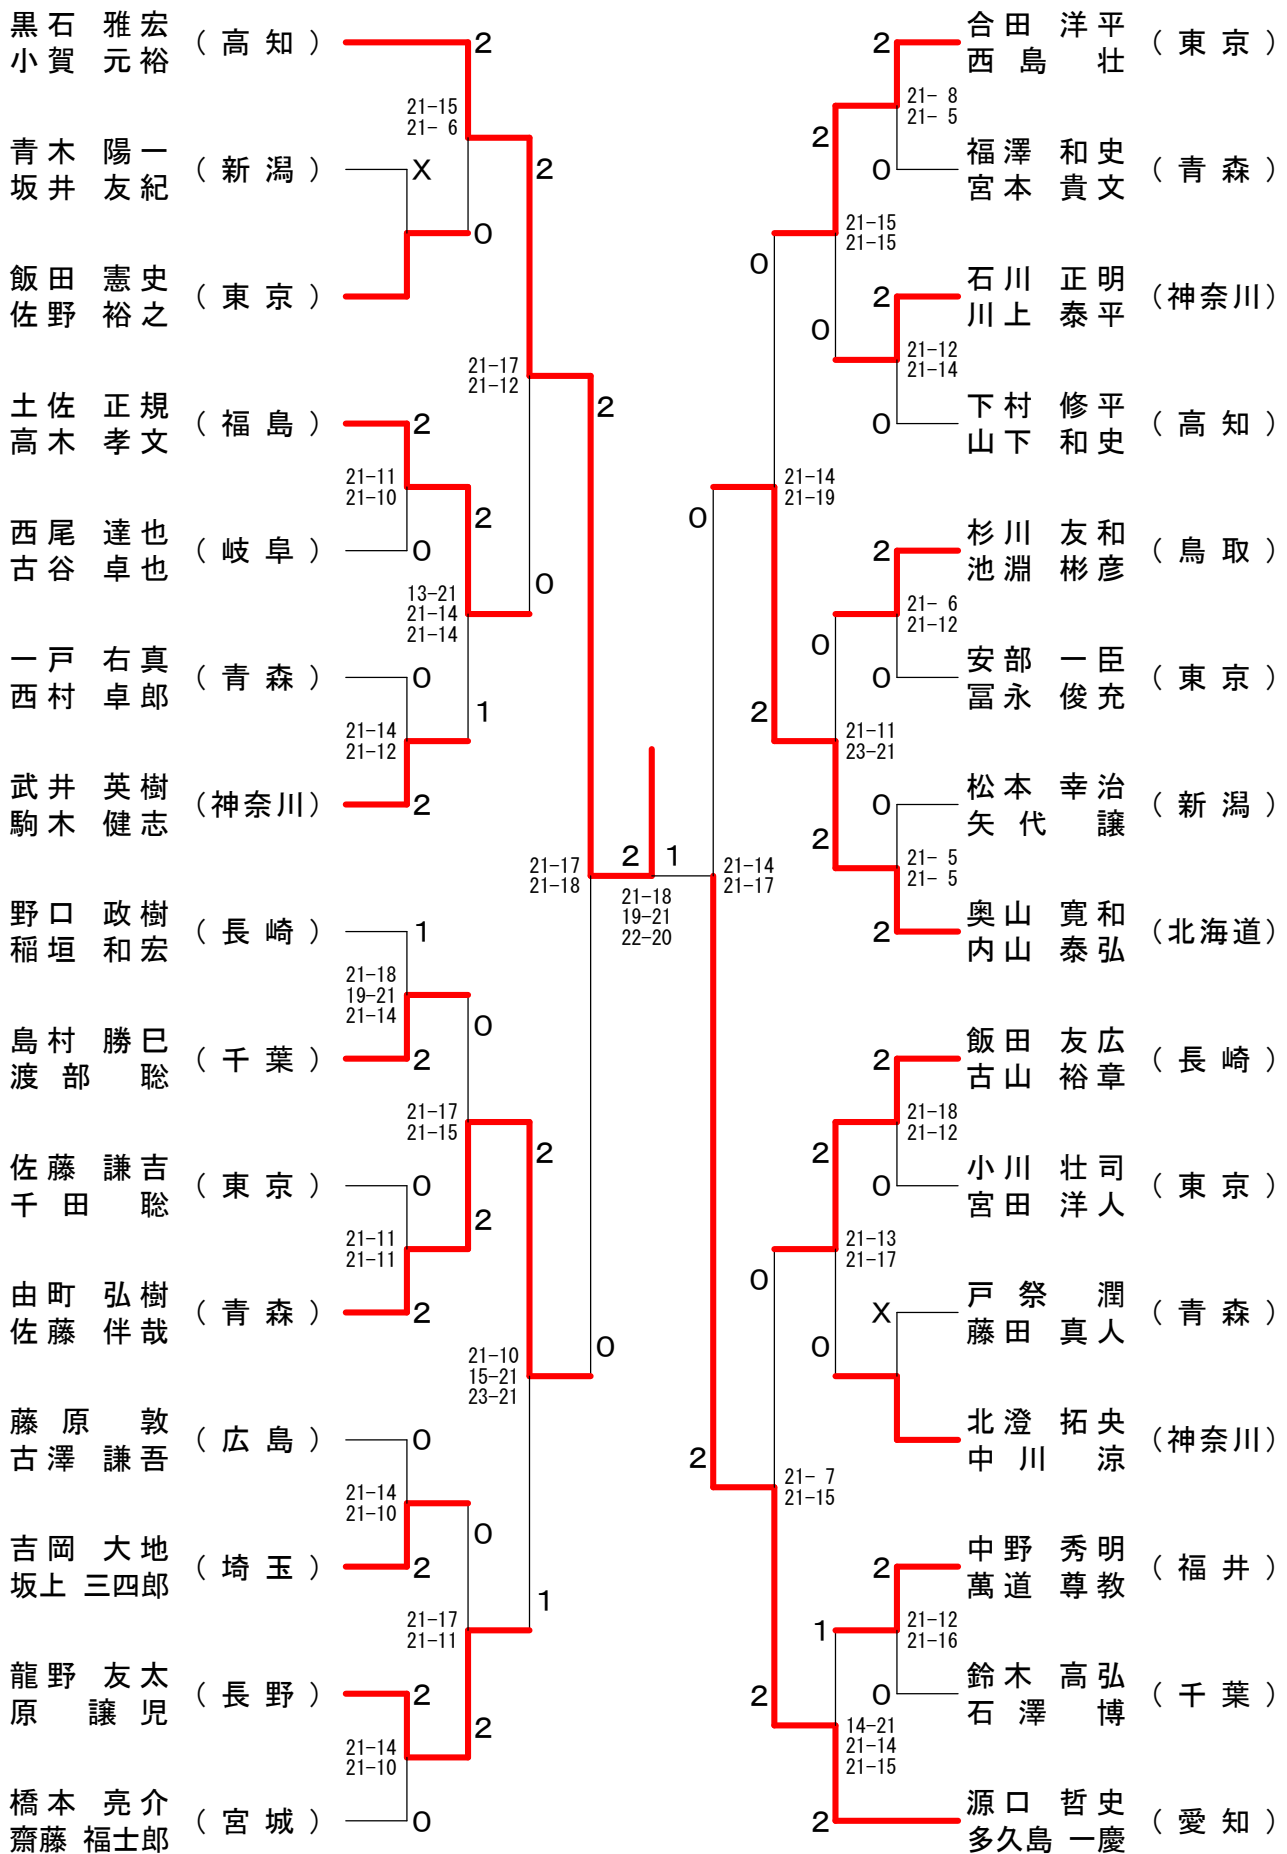 黒石 雅宏
小賀 元裕
(高知)
2
21-15
21- 6
青木 陽一
坂井 友紀
(新潟)
X
2
0
飯田 憲史
佐野 裕之
(東京)
21-17
21-12
土佐 正規
高木 孝文
(福島)
2
2
21-11
21-10
2
西尾 達也
古谷 卓也
(岐阜)
0
0
13-21
21-14
21-14
一戸 右真
西村 卓郎
(青森)
0
1
21-14
21-12
武井 英樹
駒木 健志
(神奈川)
2
21-17
21-18
野口 政樹
稲垣 和宏
(長崎)
1
21-18
19-21
21-14
0
島村 勝巳
渡部 聡
(千葉)
2
21-17
21-15
2
佐藤 謙吉
千田 聡
(東京)
0
2
21-11
21-11
由町 弘樹
佐藤 伴哉
(青森)
2
0
21-10
15-21
23-21
藤原 敦
古澤 謙吾
(広島)
0
21-14
21-10
0
吉岡 大地
坂上 三四郎
(埼玉)
2
1
21-17
21-11
龍野 友太
原 譲児
(長野)
2
2
21-14
21-10
橋本 亮介
齋藤 福士郎
(宮城)
0
2 1
21-18
19-21
22-20
合田 洋平
西島 壮
(東京)
2
21- 8
21- 5
2
福澤 和史
宮本 貴文
(青森)
0
21-15
21-15
0
石川 正明
川上 泰平
(神奈川)
2
0
21-12
21-14
下村 修平
山下 和史
(高知)
0
21-14
21-19
0
杉川 友和
池淵 彬彦
(鳥取)
2
21- 6
21-12
0
安部 一臣
冨永 俊充
(東京)
0
2
21-11
23-21
松本 幸治
矢代 譲
(新潟)
0
2
21- 5
21- 5
21-14
21-17
奥山 寛和
内山 泰弘
(北海道)
2
飯田 友広
古山 裕章
(長崎)
2
21-18
21-12
2
小川 壮司
宮田 洋人
(東京)
0
21-13
21-17
0
戸祭 潤
藤田 真人
(青森)
X
0
北澄 拓央
中川 涼
(神奈川)
2
21- 7
21-15
中野 秀明
萬道 尊教
(福井)
2
1
21-12
21-16
鈴木 高弘
石澤 博
(千葉)
0
2
14-21
21-14
21-15
源口 哲史
多久島 一慶
(愛知)
2